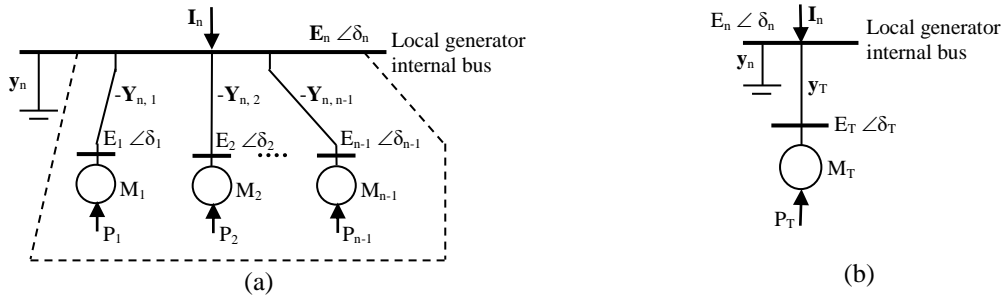 I_n
E_n ∠δ_n
Local generator
internal bus
y_n
-Y_n, 1
-Y_n, 2
-Y_n, n-1
E_1 ∠δ_1
E_2 ∠δ_2
....
E_n-1 ∠δ_n-1
M_1
M_2
M_n-1
P_1
P_2
P_n-1
(a)
E_n ∠ δ_n
I_n
Local generator
internal bus
y_n
y_T
E_T ∠δ_T
M_T
P_T
(b)